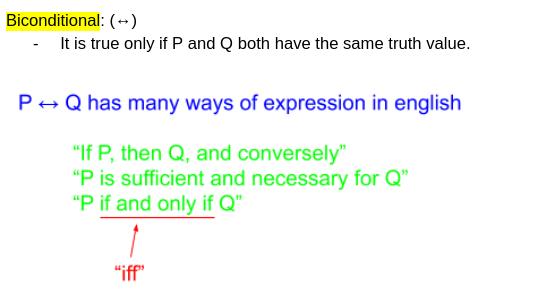 Biconditional: (↔)
- It is true only if P and Q both have the same truth value.
P ↔ Q has many ways of expression in english
“If P, then Q, and conversely”
“P is sufficient and necessary for Q”
“P if and only if Q”
“iff”